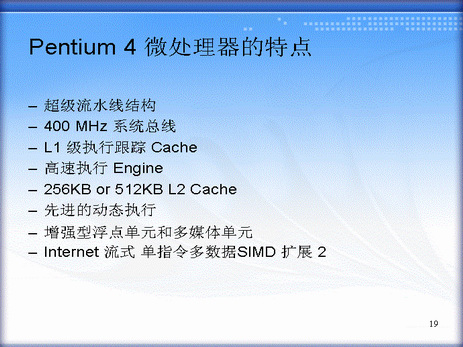 Pentium 4 微处理器的特点
– 超级流水线结构
– 400 MHz 系统总线
– L1 级执行跟踪 Cache
– 高速执行 Engine
– 256KB or 512KB L2 Cache
– 先进的动态执行
– 增强型浮点单元和多媒体单元
– Internet 流式 单指令多数据SIMD 扩展 2
19